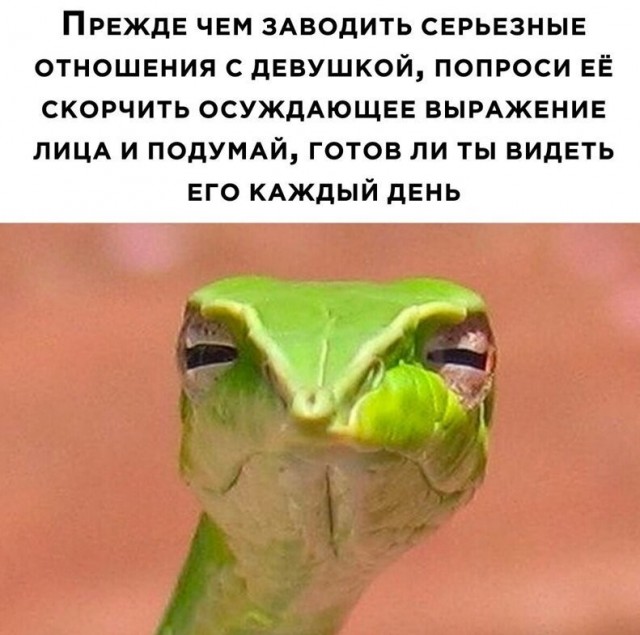 Прежде чем заводить серьезные
отношения с девушкой, попроси её
скорчить осуждающее выражение
лица и подумай, готов ли ты видеть
его каждый день